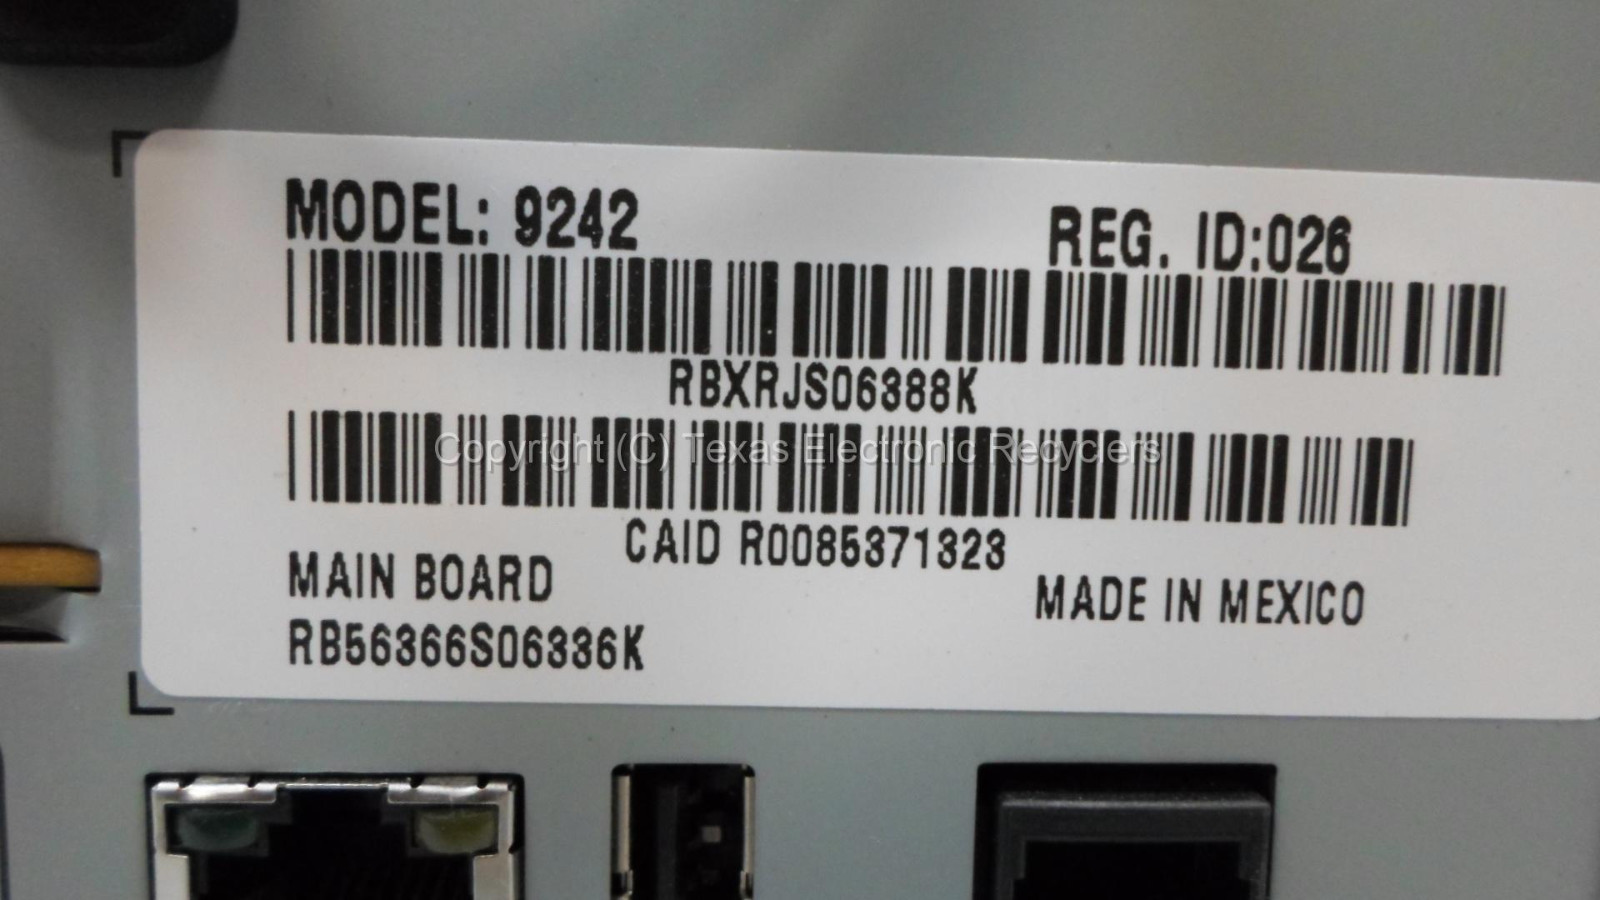 MODEL: 9242
REG. ID:026
RBXRJS06388K
Copyright (C) Texas Electronic Recyclers
CAID R0085371323
MAIN BOARD
MADE IN MEXICO
RB56366S06336K